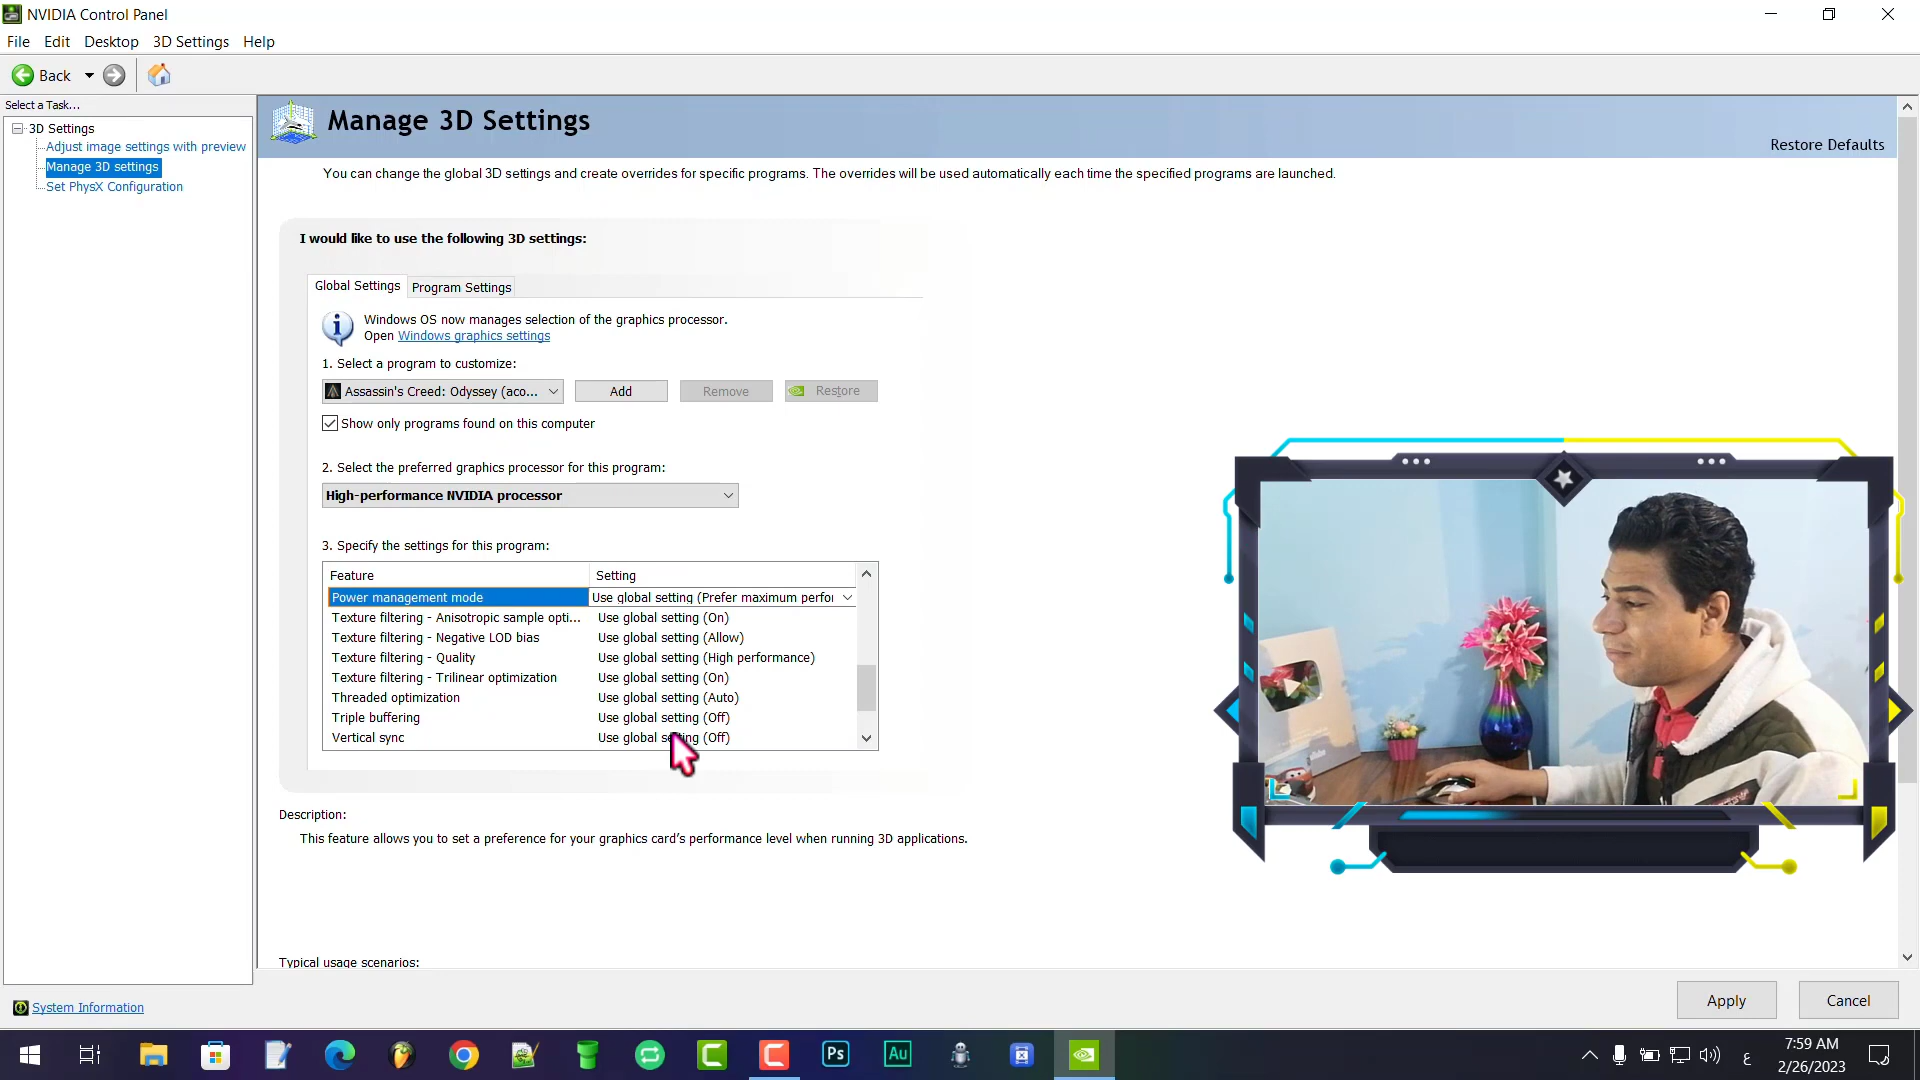 NVIDIA Control Panel
File Edit Desktop 3D Settings Help
Back
Select a Task...
3D Settings
Adjust image settings with preview
Manage 3D settings
Set PhysX Configuration
System Information
Manage 3D Settings
Restore Defaults
You can change the global 3D settings and create overrides for specific programs. The overrides will be used automatically each time the specified programs are launched.
I would like to use the following 3D settings:
Global Settings Program Settings
Windows OS now manages selection of the graphics processor.
Open Windows graphics settings
1. Select a program to customize:
Assassin's Creed: Odyssey (aco... Add Remove Restore
Show only programs found on this computer
2. Select the preferred graphics processor for this program:
High-performance NVIDIA processor
3. Specify the settings for this program:
Feature Setting
Power management mode Use global setting (Prefer maximum perfor
Texture filtering - Anisotropic sample opti... Use global setting (On)
Texture filtering - Negative LOD bias Use global setting (Allow)
Texture filtering - Quality Use global setting (High performance)
Texture filtering - Trilinear optimization Use global setting (On)
Threaded optimization Use global setting (Auto)
Triple buffering Use global setting (Off)
Vertical sync Use global setting (Off)
Description:
This feature allows you to set a preference for your graphics card's performance level when running 3D applications.
Typical usage scenarios:
Apply Cancel
Ps Au
ع
7:59 AM
2/26/2023